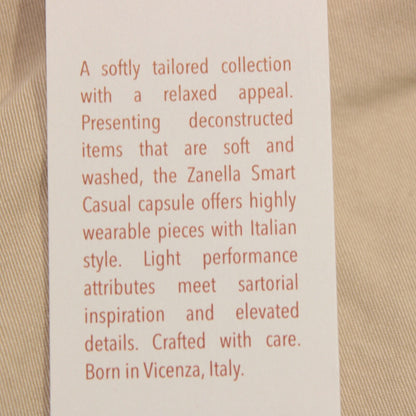 A softly tailored collection
with a relaxed appeal.
Presenting deconstructed
items that are soft and
washed, the Zanella Smart
Casual capsule offers highly
wearable pieces with Italian
style. Light performance
attributes meet sartorial
inspiration and elevated
details. Crafted with care.
Born in Vicenza, Italy.